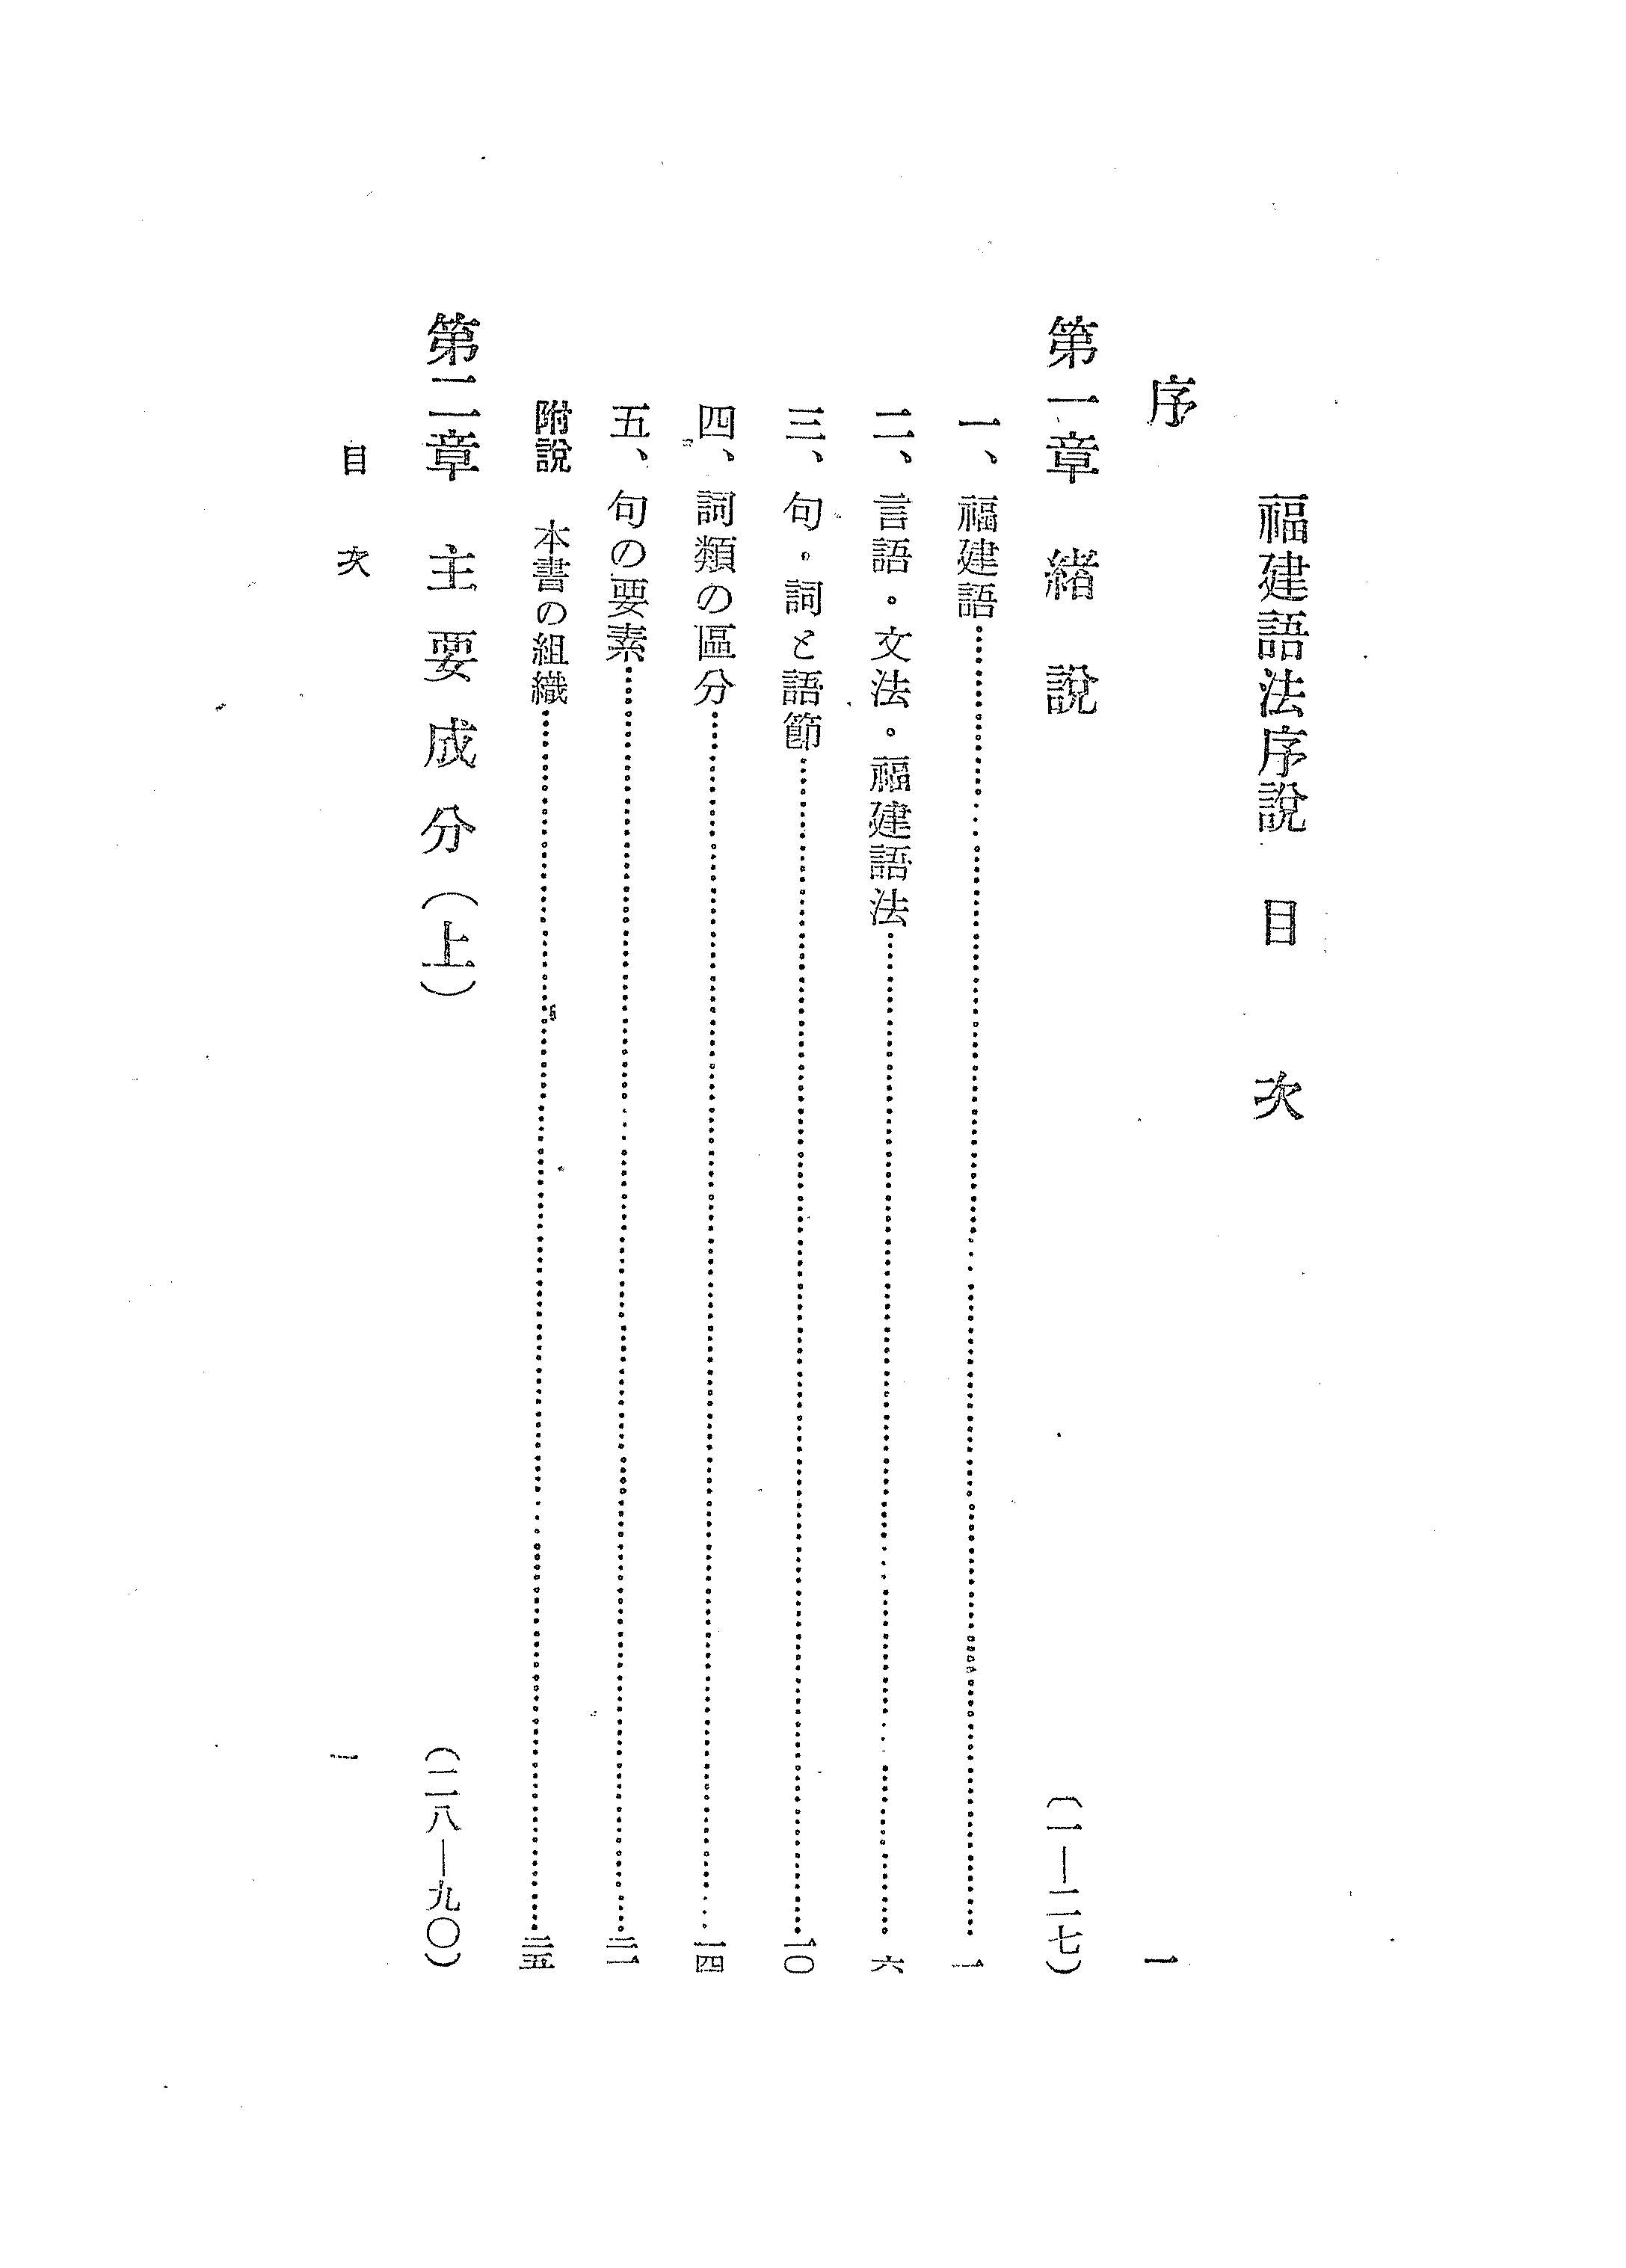 福建語法序說　目　次
序　一
第一章　緒　說　（一—二七）
一、福建語……一
二、言語。文法。福建語法……六
三、句。詞と語節……一〇
四、詞類の區分……一四
五、句の要素……二一
附說　本書の組織……二五
第二章　主要成分（上）　（二八—九〇）
目　次　一